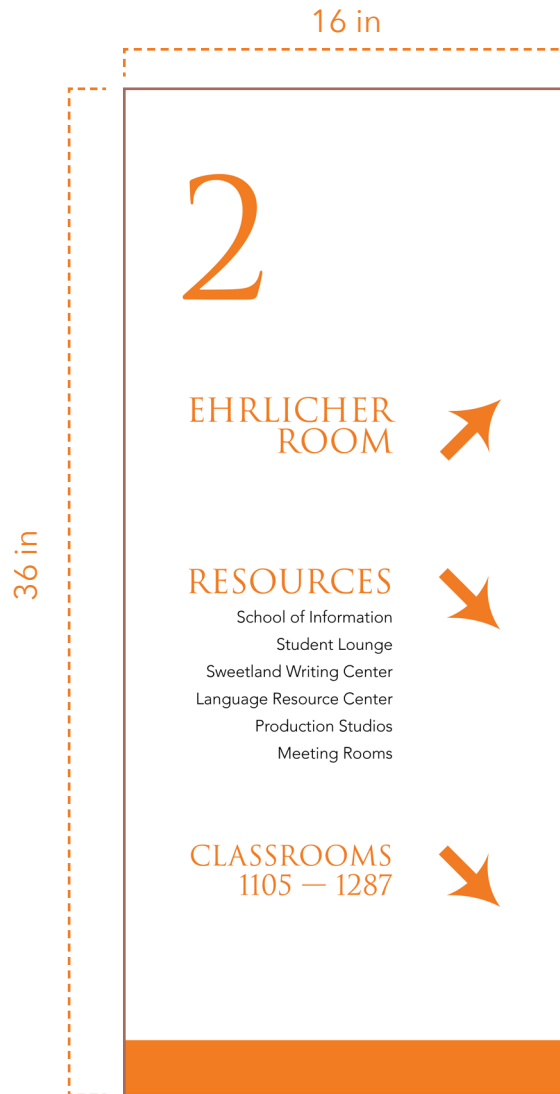 16 in
36 in
2
EHRLICHER
ROOM
RESOURCES
School of Information
Student Lounge
Sweetland Writing Center
Language Resource Center
Production Studios
Meeting Rooms
CLASSROOMS
1105 — 1287